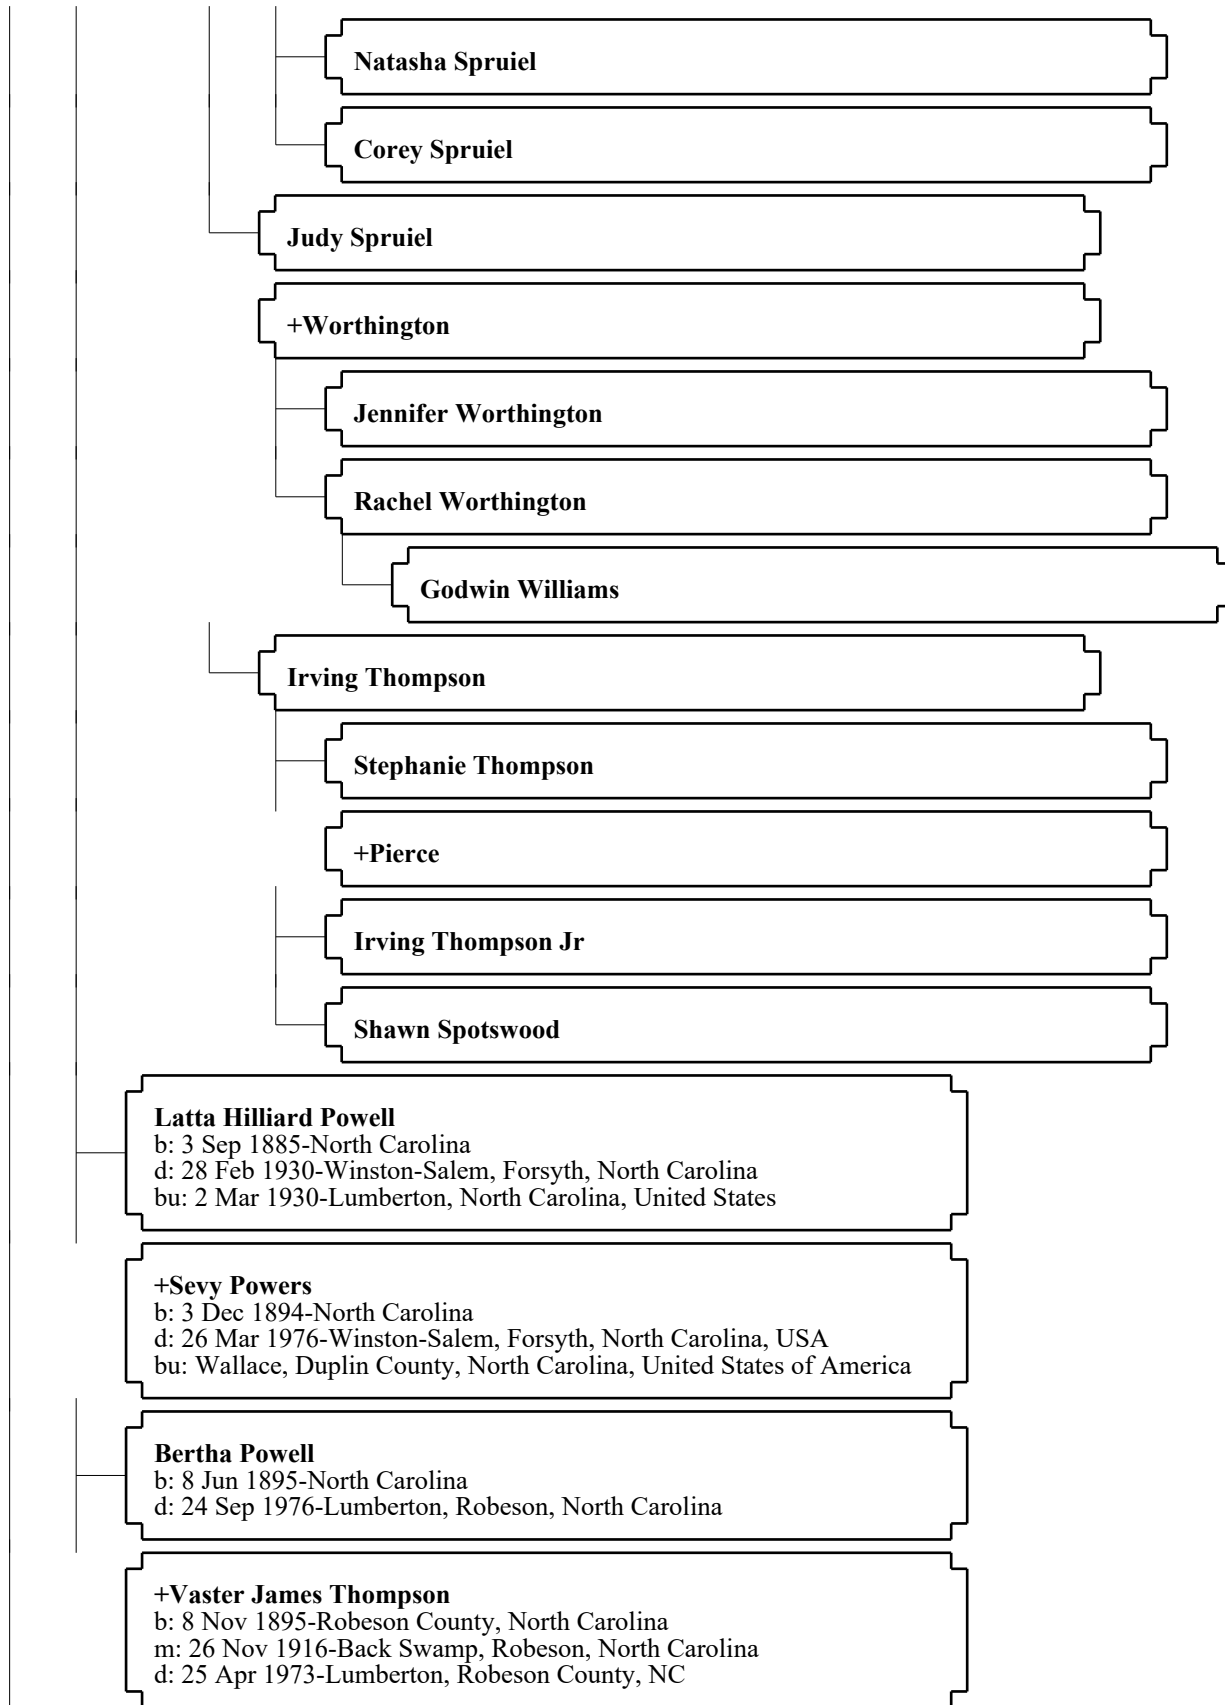 Natasha Spruiel
Corey Spruiel
Judy Spruiel
+Worthington
Jennifer Worthington
Rachel Worthington
Godwin Williams
Irving Thompson
Stephanie Thompson
+Pierce
Irving Thompson Jr
Shawn Spotswood
Latta Hilliard Powell
b: 3 Sep 1885-North Carolina
d: 28 Feb 1930-Winston-Salem, Forsyth, North Carolina
bu: 2 Mar 1930-Lumberton, North Carolina, United States
+Sevy Powers
b: 3 Dec 1894-North Carolina
d: 26 Mar 1976-Winston-Salem, Forsyth, North Carolina, USA
bu: Wallace, Duplin County, North Carolina, United States of America
Bertha Powell
b: 8 Jun 1895-North Carolina
d: 24 Sep 1976-Lumberton, Robeson, North Carolina
+Vaster James Thompson
b: 8 Nov 1895-Robeson County, North Carolina
m: 26 Nov 1916-Back Swamp, Robeson, North Carolina
d: 25 Apr 1973-Lumberton, Robeson County, NC